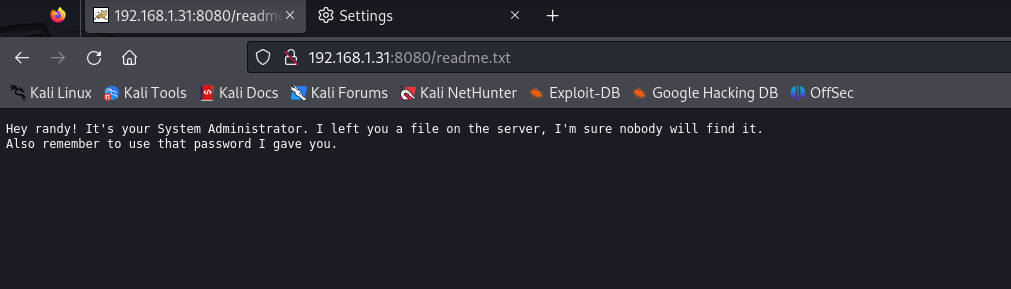 192.168.1.31:8080/readm
Settings
192.168.1.31:8080/readme.txt
Kali Linux Kali Tools Kali Docs Kali Forums Kali NetHunter Exploit-DB Google Hacking DB OffSec
Hey randy! It's your System Administrator. I left you a file on the server, I'm sure nobody will find it.
Also remember to use that password I gave you.